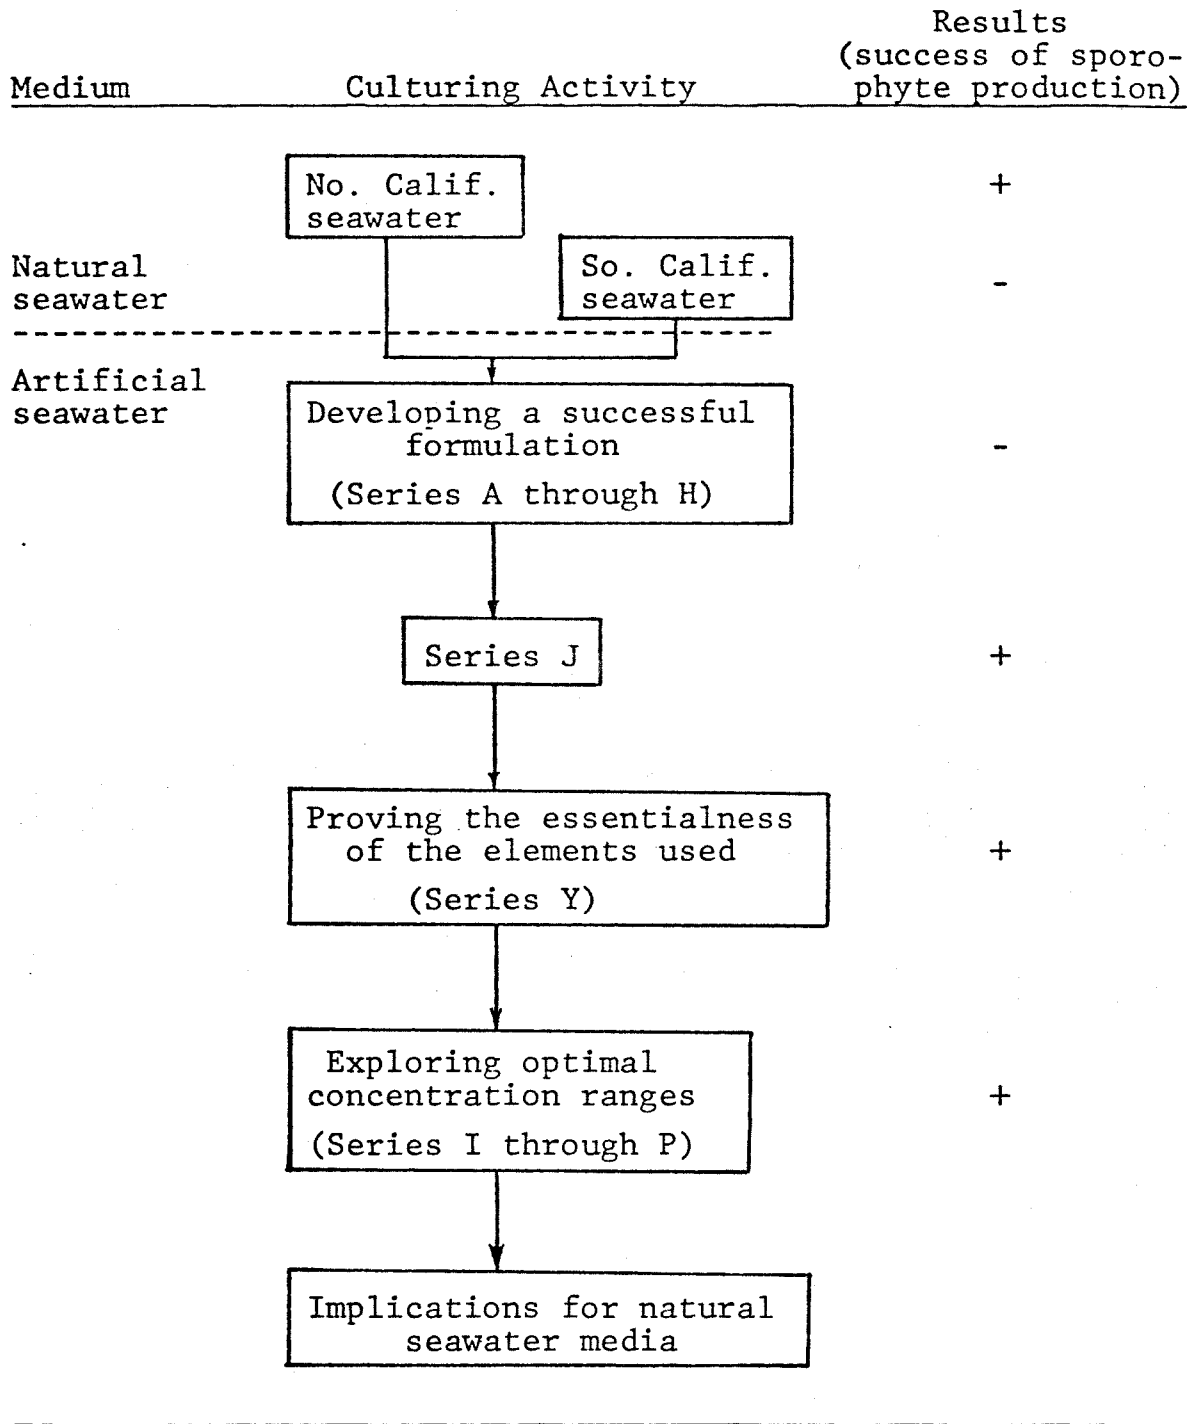 Results
(success of sporo-
Medium Culturing Activity phyte production)
No. Calif.
seawater
+
Natural
seawater
So. Calif.
seawater
-
Artificial
seawater
Developing a successful
formulation
(Series A through H)
-
Series J
+
Proving the essentialness
of the elements used
(Series Y)
+
Exploring optimal
concentration ranges
(Series I through P)
+
Implications for natural
seawater media